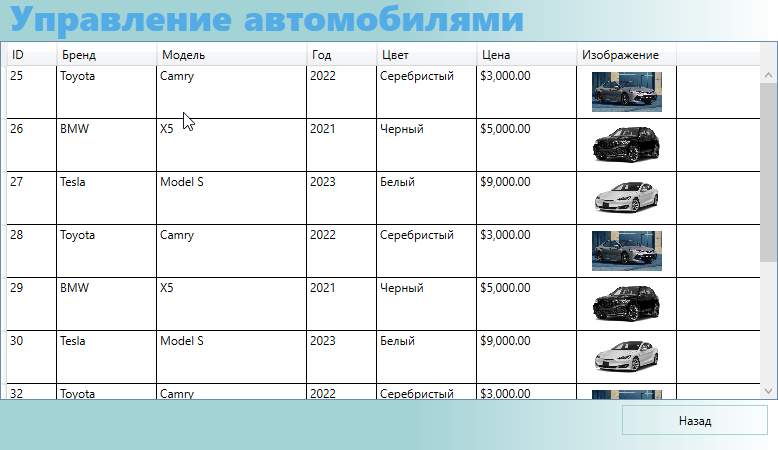 Управление автомобилями
ID Бренд Модель Год Цвет Цена Изображение
25 Toyota Camry 2022 Серебристый $3,000.00
26 BMW X5 2021 Черный $5,000.00
27 Tesla Model S 2023 Белый $9,000.00
28 Toyota Camry 2022 Серебристый $3,000.00
29 BMW X5 2021 Черный $5,000.00
30 Tesla Model S 2023 Белый $9,000.00
32 Toyota Camry 2022 Серебристый $3,000.00
Назад